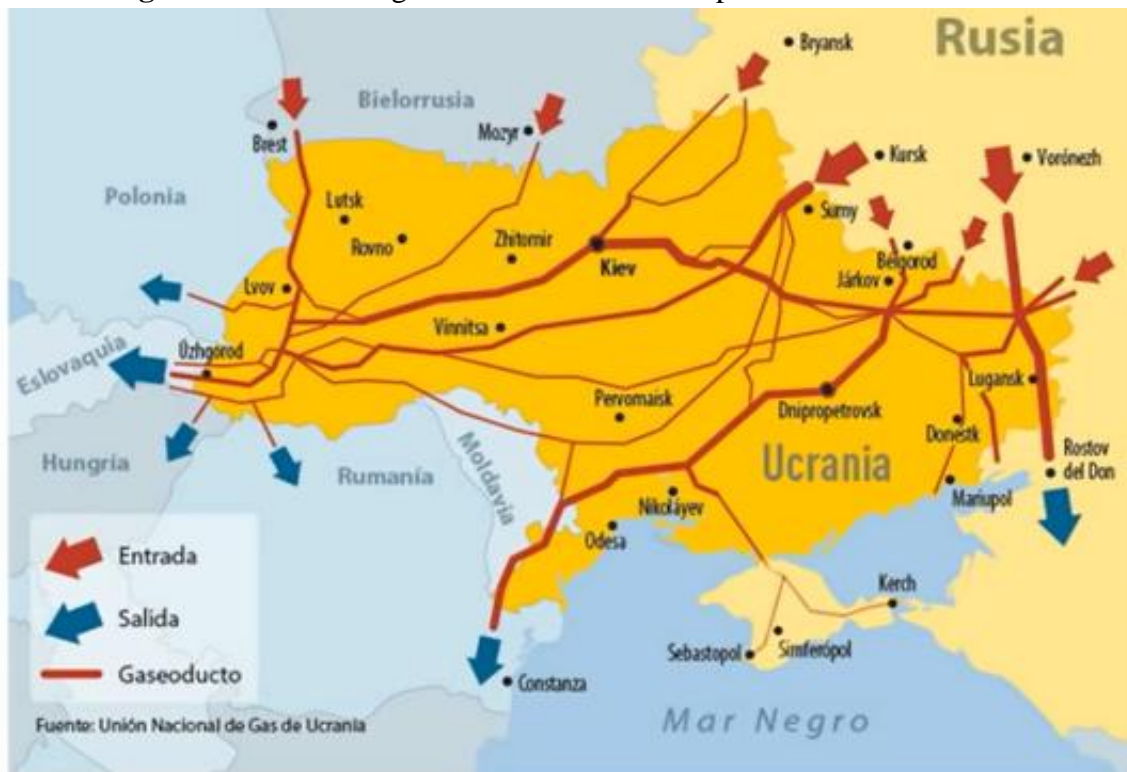 Rusia
Bryansk
Bielorrusia
Mozyr
Brest
Kursk
Vorónezh
Polonia
Lutsk
Rovno
Zhitomir
Kiev
Sumy
Belgorod
Járkov
Lvov
Vinnitsa
Eslovaquia
Úzhgorod
Pervomaisk
Dnipropetrovsk
Lugansk
Donestk
Ucrania
Rostov
del Don
Hungría
Rumanía
Moldavia
Nikoláyev
Mariupol
Odesa
Entrada
Salida
Gaseoducto
Kerch
Sebastopol
Simferópol
Constanza
Mar Negro
Fuente: Unión Nacional de Gas de Ucrania